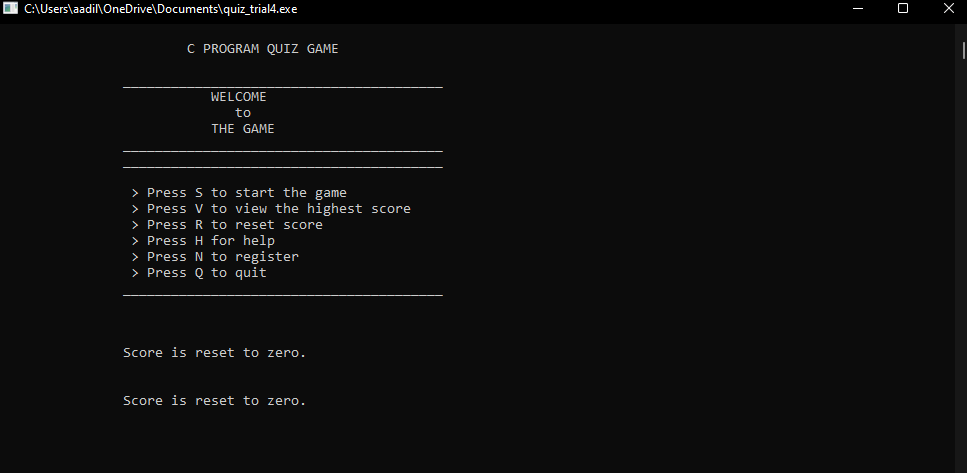 C:\Users\aadil\OneDrive\Documents\quiz_trial4.exe
C PROGRAM QUIZ GAME
________________________________________
WELCOME
to
THE GAME
________________________________________
________________________________________
> Press S to start the game
> Press V to view the highest score
> Press R to reset score
> Press H for help
> Press N to register
> Press Q to quit
________________________________________
Score is reset to zero.
Score is reset to zero.